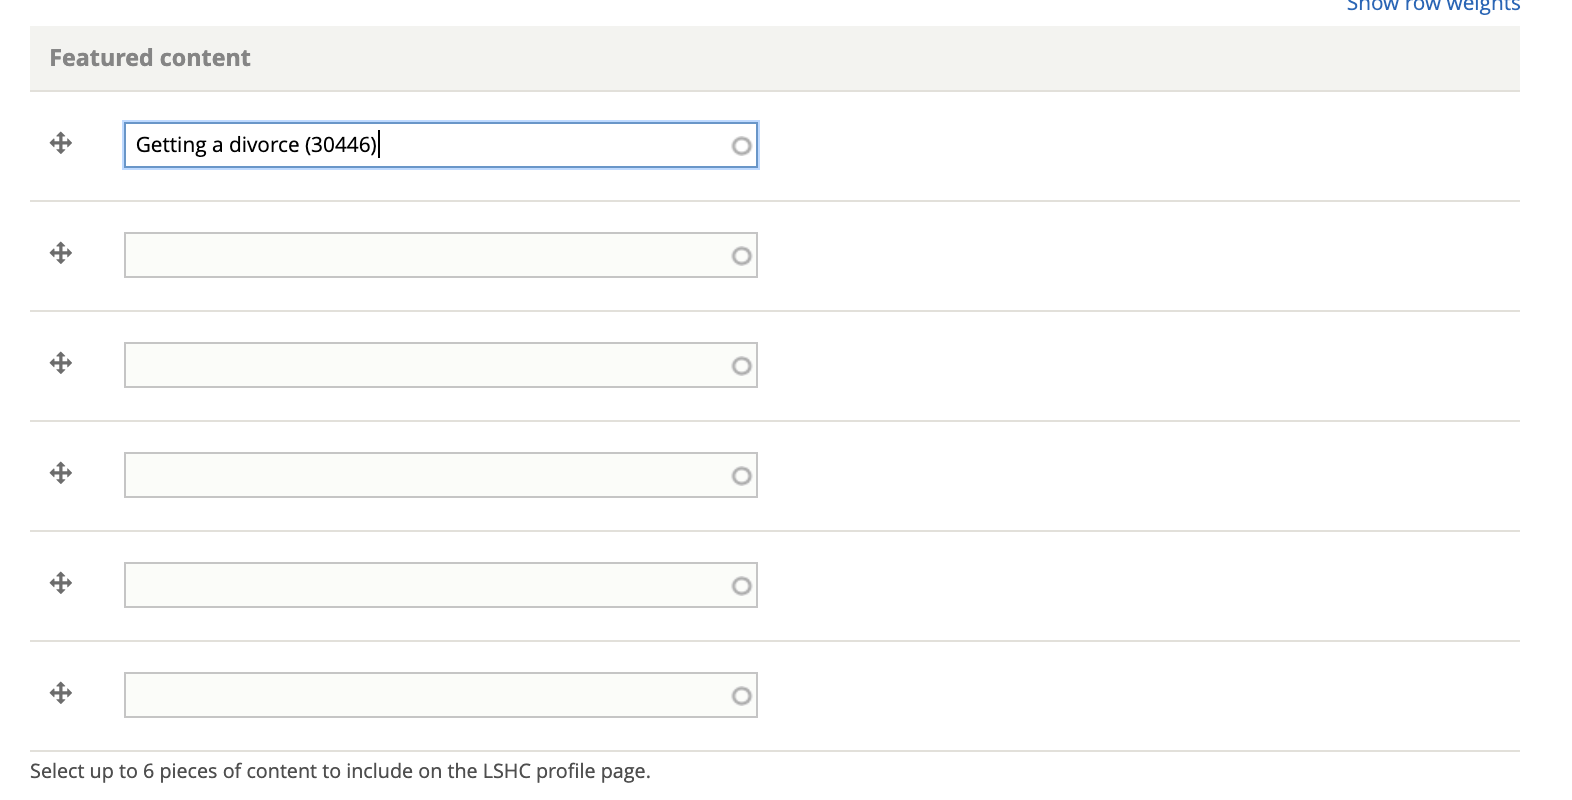 Show row weights
Featured content
Getting a divorce (30446)
Select up to 6 pieces of content to include on the LSHC profile page.